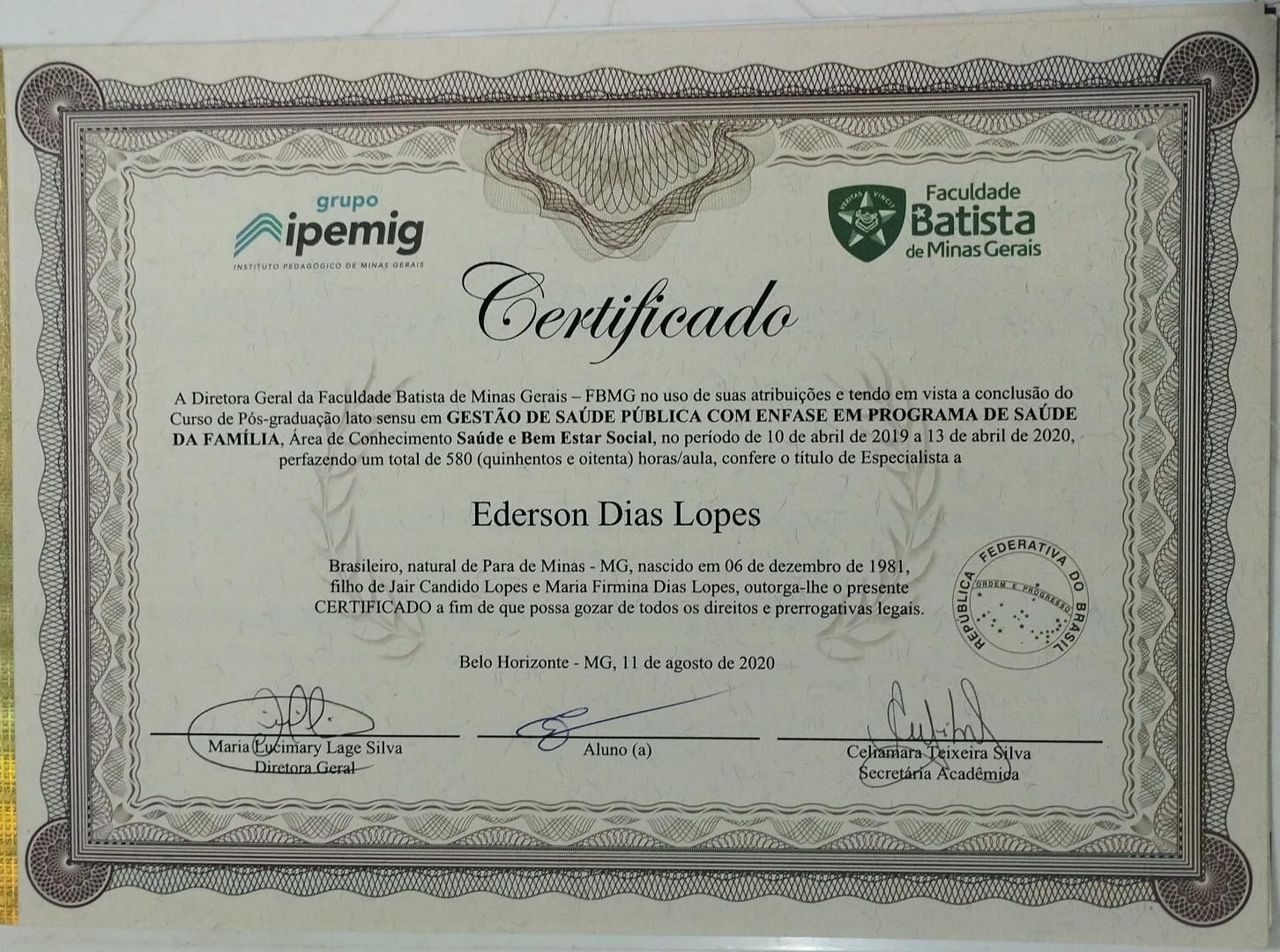 grupo
ipemig
INSTITUTO PEDAGÓGICO DE MINAS GERAIS
VERITAS VINCIT
Faculdade
Batista
de Minas Gerais
Certificado
A Diretora Geral da Faculdade Batista de Minas Gerais – FBMG no uso de suas atribuições e tendo em vista a conclusão do
Curso de Pós-graduação lato sensu em GESTÃO DE SAÚDE PÚBLICA COM ENFASE EM PROGRAMA DE SAÚDE
DA FAMÍLIA, Área de Conhecimento Saúde e Bem Estar Social, no período de 10 de abril de 2019 a 13 de abril de 2020,
perfazendo um total de 580 (quinhentos e oitenta) horas/aula, confere o título de Especialista a
Ederson Dias Lopes
Brasileiro, natural de Para de Minas - MG, nascido em 06 de dezembro de 1981,
filho de Jair Candido Lopes e Maria Firmina Dias Lopes, outorga-lhe o presente
CERTIFICADO a fim de que possa gozar de todos os direitos e prerrogativas legais.
REPÚBLICA FEDERATIVA DO BRASIL
ORDEM E PROGRESSO
Belo Horizonte - MG, 11 de agosto de 2020
Maria Lucimary Lage Silva
Diretora Geral
Aluno (a)
Celiamara Teixeira Silva
Secretária Acadêmica